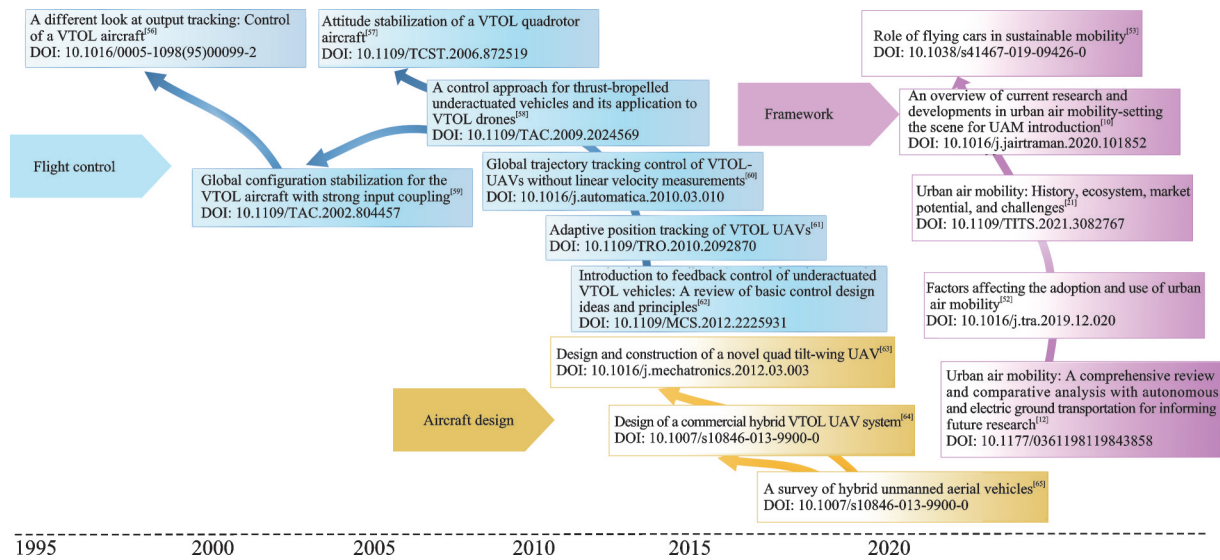 A different look at output tracking: Control
of a VTOL aircraft[56]
DOI: 10.1016/0005-1098(95)00099-2
Attitude stabilization of a VTOL quadrotor
aircraft[57]
DOI: 10.1109/TCST.2006.872519
A control approach for thrust-bropelled
underactuated vehicles and its application to
VTOL drones[58]
DOI: 10.1109/TAC.2009.2024569
Flight control
Global configuration stabilization for the
VTOL aircraft with strong input coupling[59]
DOI: 10.1109/TAC.2002.804457
Global trajectory tracking control of VTOL-
UAVs without linear velocity measurements[60]
DOI: 10.1016/j.automatica.2010.03.010
Adaptive position tracking of VTOL UAVs[61]
DOI: 10.1109/TRO.2010.2092870
Introduction to feedback control of underactuated
VTOL vehicles: A review of basic control design
ideas and principles[62]
DOI: 10.1109/MCS.2012.2225931
Role of flying cars in sustainable mobility[53]
DOI: 10.1038/s41467-019-09426-0
Framework
An overview of current research and
developments in urban air mobility-setting
the scene for UAM introduction[10]
DOI: 10.1016/j.jairtraman.2020.101852
Urban air mobility: History, ecosystem, market
potential, and challenges[21]
DOI: 10.1109/TITS.2021.3082767
Factors affecting the adoption and use of urban
air mobility[52]
DOI: 10.1016/j.tra.2019.12.020
Urban air mobility: A comprehensive review
and comparative analysis with autonomous
and electric ground transportation for informing
future research[12]
DOI: 10.1177/0361198119843858
Design and construction of a novel quad tilt-wing UAV[63]
DOI: 10.1016/j.mechatronics.2012.03.003
Aircraft design
Design of a commercial hybrid VTOL UAV system[64]
DOI: 10.1007/s10846-013-9900-0
A survey of hybrid unmanned aerial vehicles[65]
DOI: 10.1007/s10846-013-9900-0
1995 2000 2005 2010 2015 2020